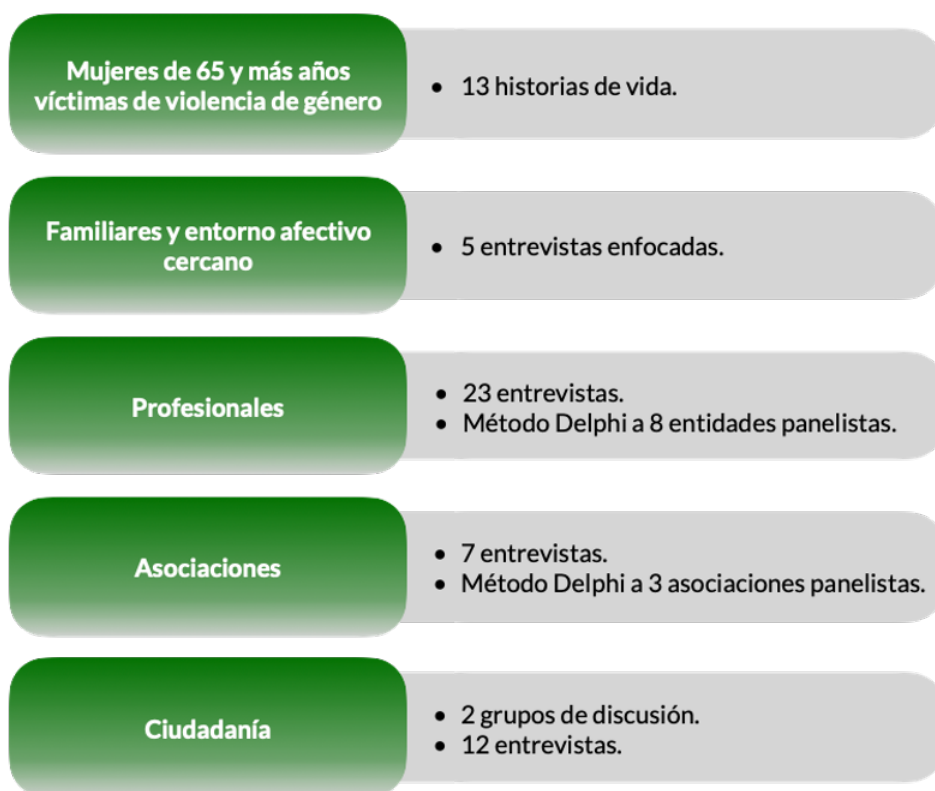 Mujeres de 65 y más años
víctimas de violencia de género
• 13 historias de vida.
Familiares y entorno afectivo
cercano
• 5 entrevistas enfocadas.
Profesionales
• 23 entrevistas.
• Método Delphi a 8 entidades panelistas.
Asociaciones
• 7 entrevistas.
• Método Delphi a 3 asociaciones panelistas.
Ciudadanía
• 2 grupos de discusión.
• 12 entrevistas.